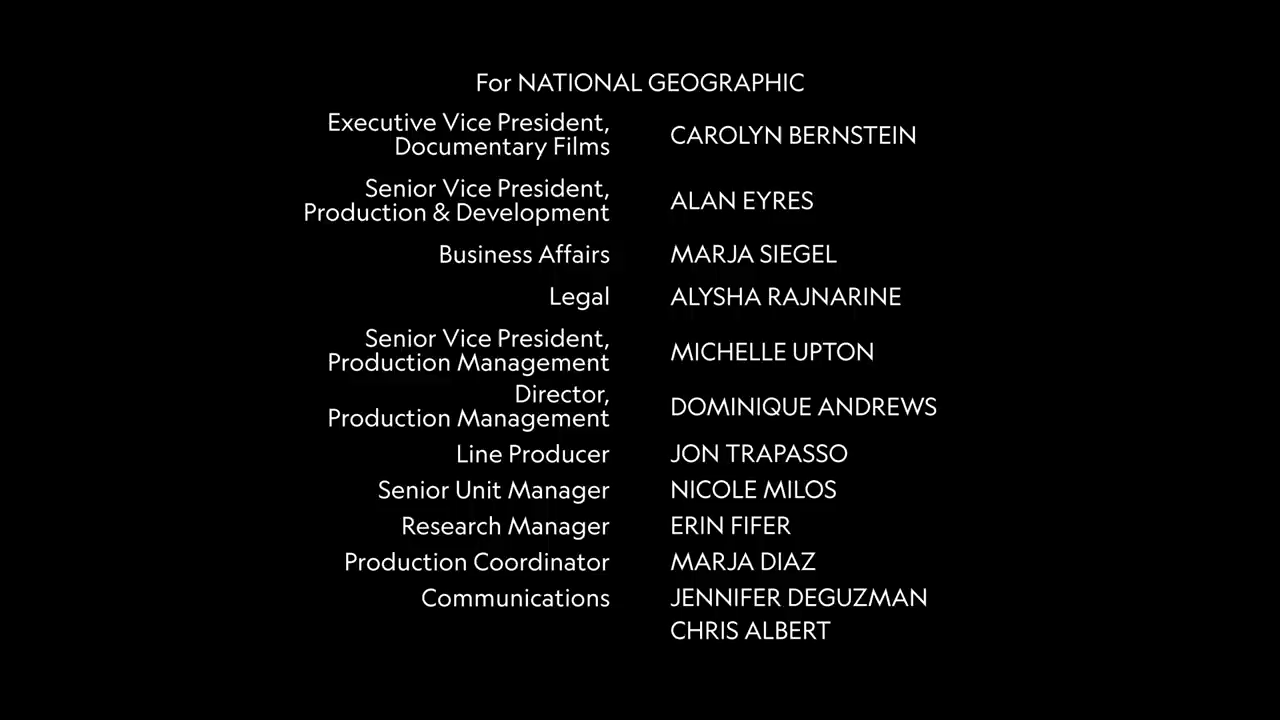 For NATIONAL GEOGRAPHIC
Executive Vice President,
Documentary Films
CAROLYN BERNSTEIN
Senior Vice President,
Production & Development
ALAN EYRES
Business Affairs MARJA SIEGEL
Legal ALYSHA RAJNARINE
Senior Vice President,
Production Management
MICHELLE UPTON
Director,
Production Management
DOMINIQUE ANDREWS
Line Producer JON TRAPASSO
Senior Unit Manager NICOLE MILOS
Research Manager ERIN FIFER
Production Coordinator MARJA DIAZ
Communications JENNIFER DEGUZMAN
CHRIS ALBERT